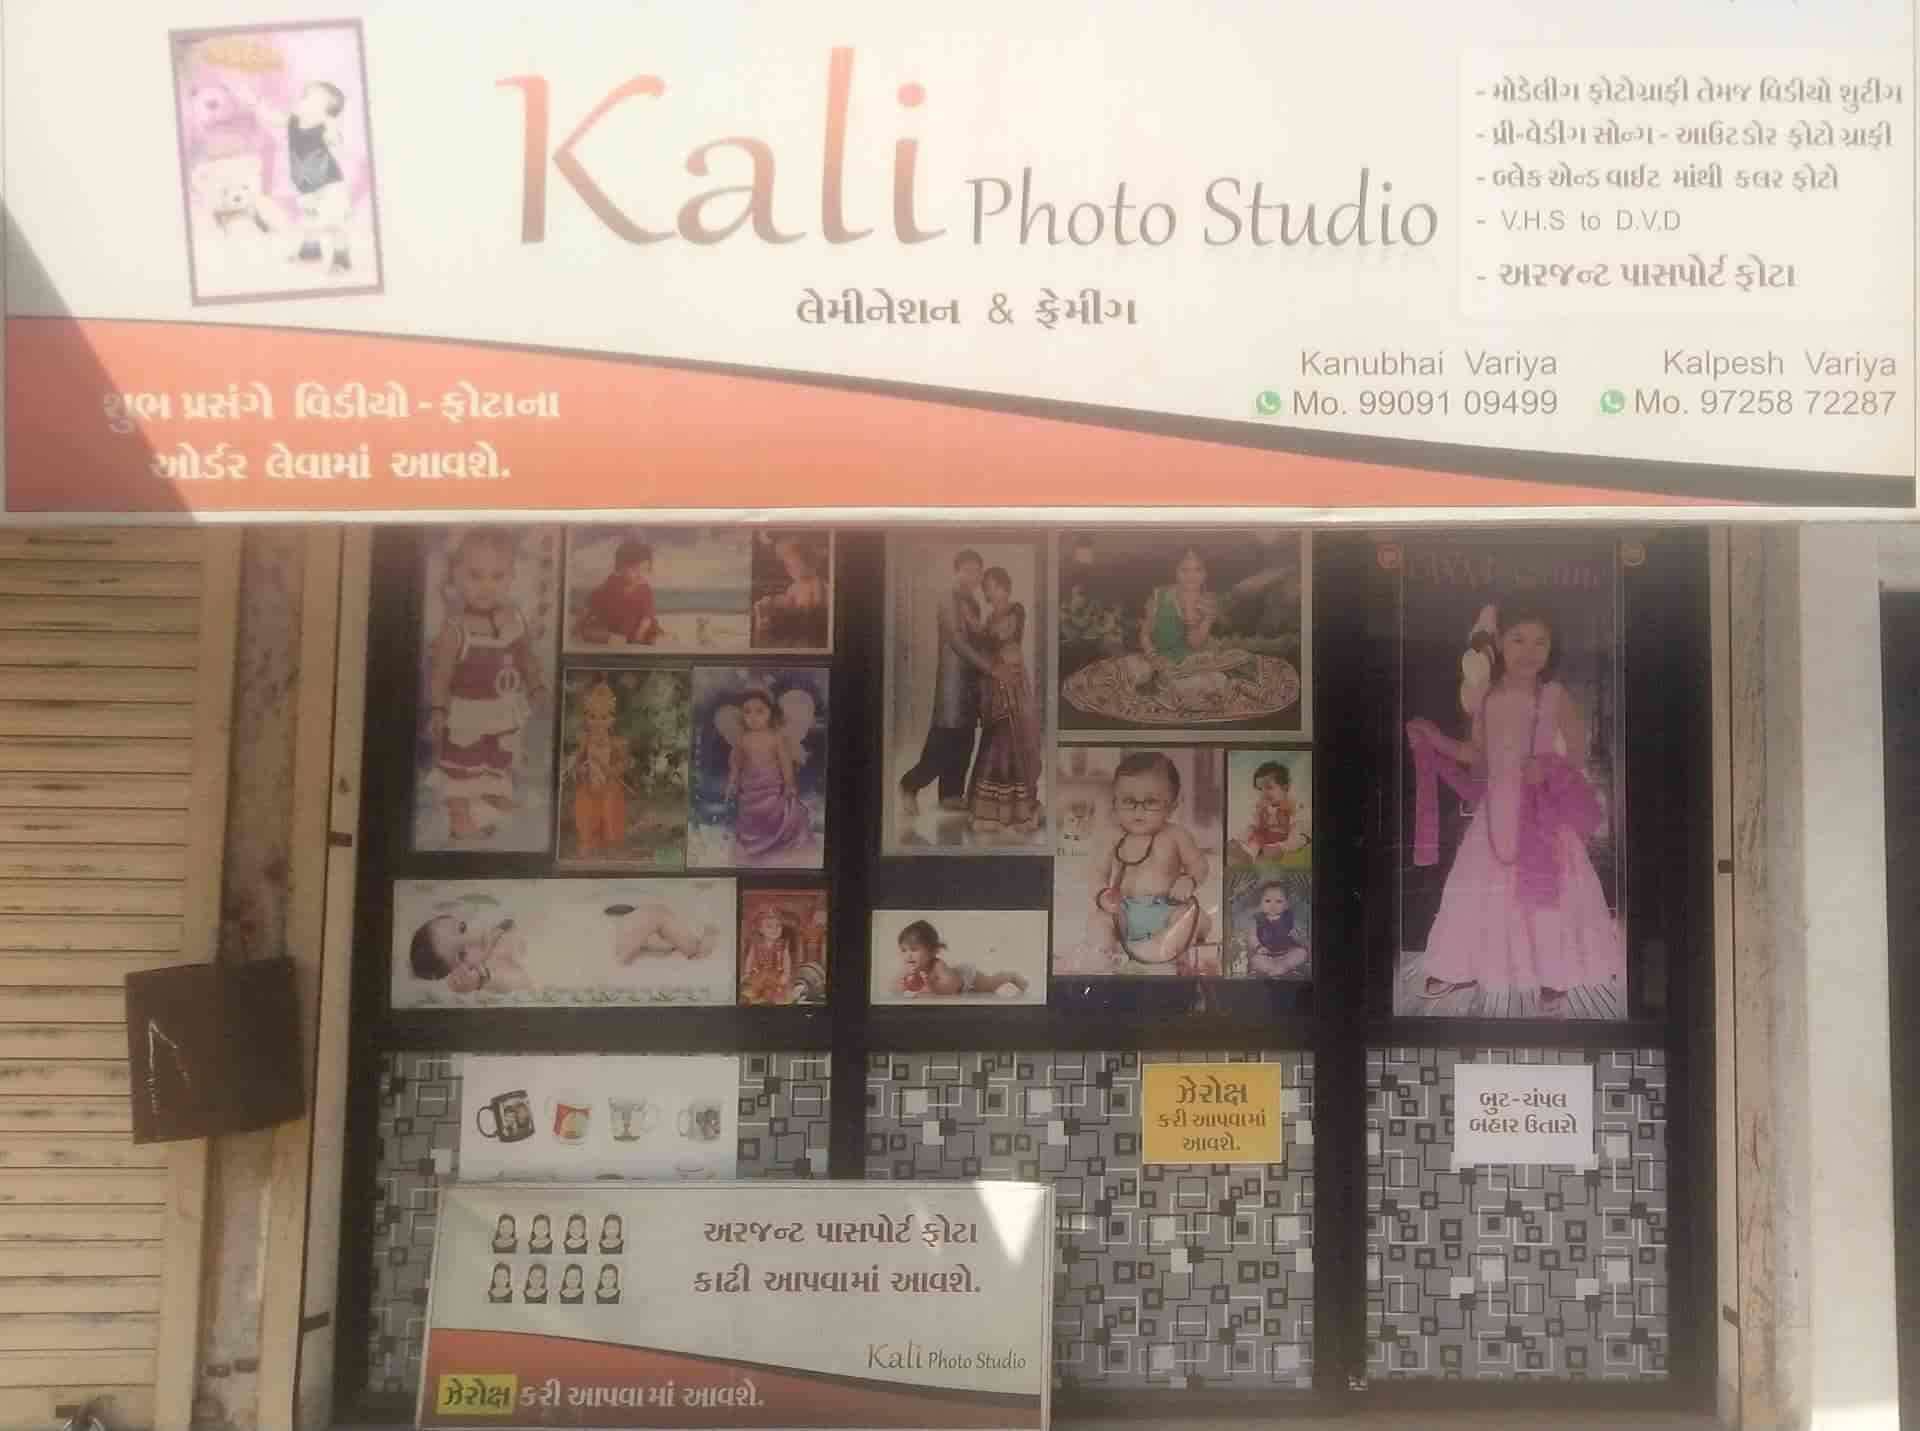 Kali Photo Studio
લેમીનેશન & ફ્રેમીંગ
- મોડેલીગ ફોટોગ્રાફી તેમજ વિડીયો શુટીગ
- પ્રી-વેડીગ સોન્ગ - આઉટડોર ફોટો ગ્રાફી
- બ્લેક એન્ડ વાઈટ માંથી કલર ફોટો
- V.H.S to D.V.D
- અરજન્ટ પાસપોર્ટ ફોટા
Kanubhai Variya
Mo. 99091 09499
Kalpesh Variya
Mo. 97258 72287
શુભ પ્રસંગે વિડીયો - ફોટાના
ઓર્ડર લેવામાં આવશે.
ઝેરોક્ષ
કરી આપવામાં
આવશે.
બુટ-ચંપલ
બહાર ઉતારો
અરજન્ટ પાસપોર્ટ ફોટા
કાઢી આપવામાં આવશે.
Kali Photo Studio
ઝેરોક્ષ કરી આપવામાં આવશે.